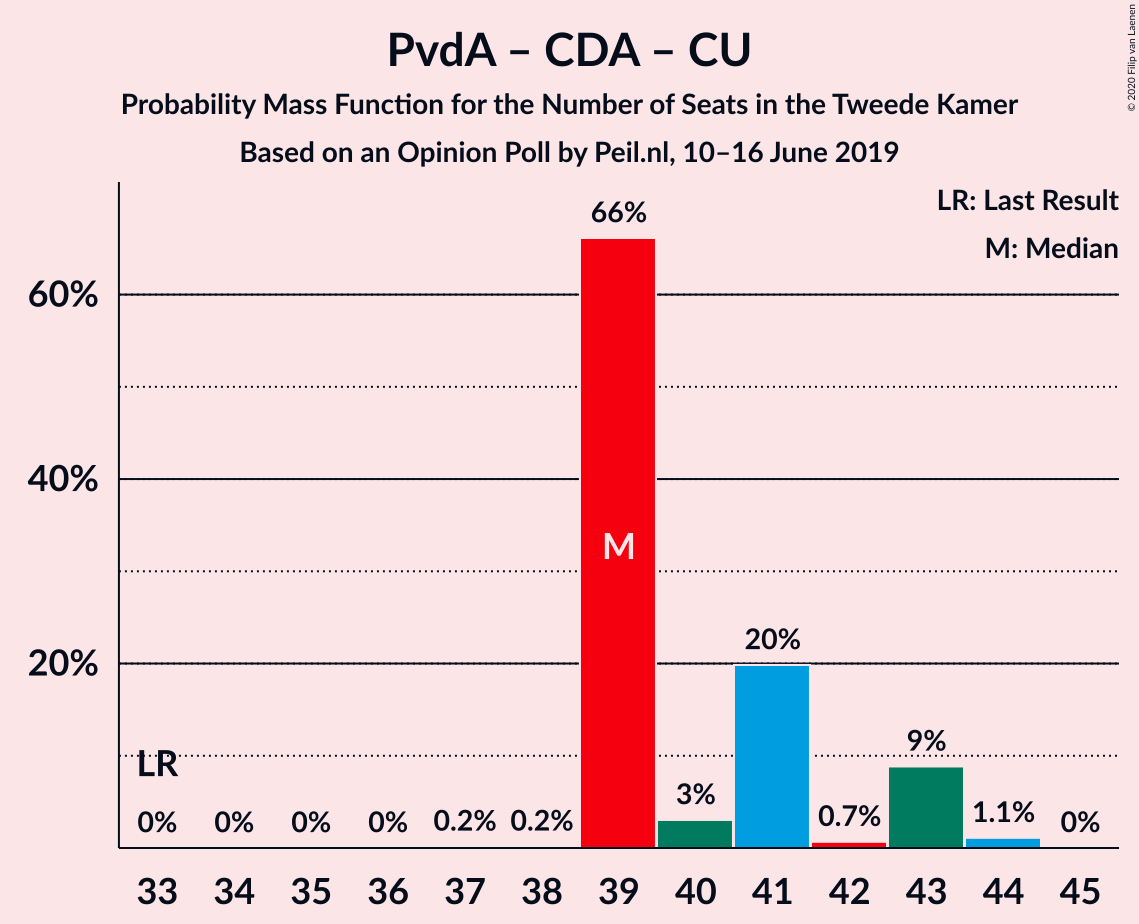 PvdA – CDA – CU
Probability Mass Function for the Number of Seats in the Tweede Kamer
Based on an Opinion Poll by Peil.nl, 10–16 June 2019
© 2020 Filip van Laenen
LR: Last Result
M: Median
66%
60%
40%
M
20%
20%
9%
LR
3%
0% 0% 0% 0% 0.2% 0.2% 0.7% 1.1% 0%
33 34 35 36 37 38 39 40 41 42 43 44 45